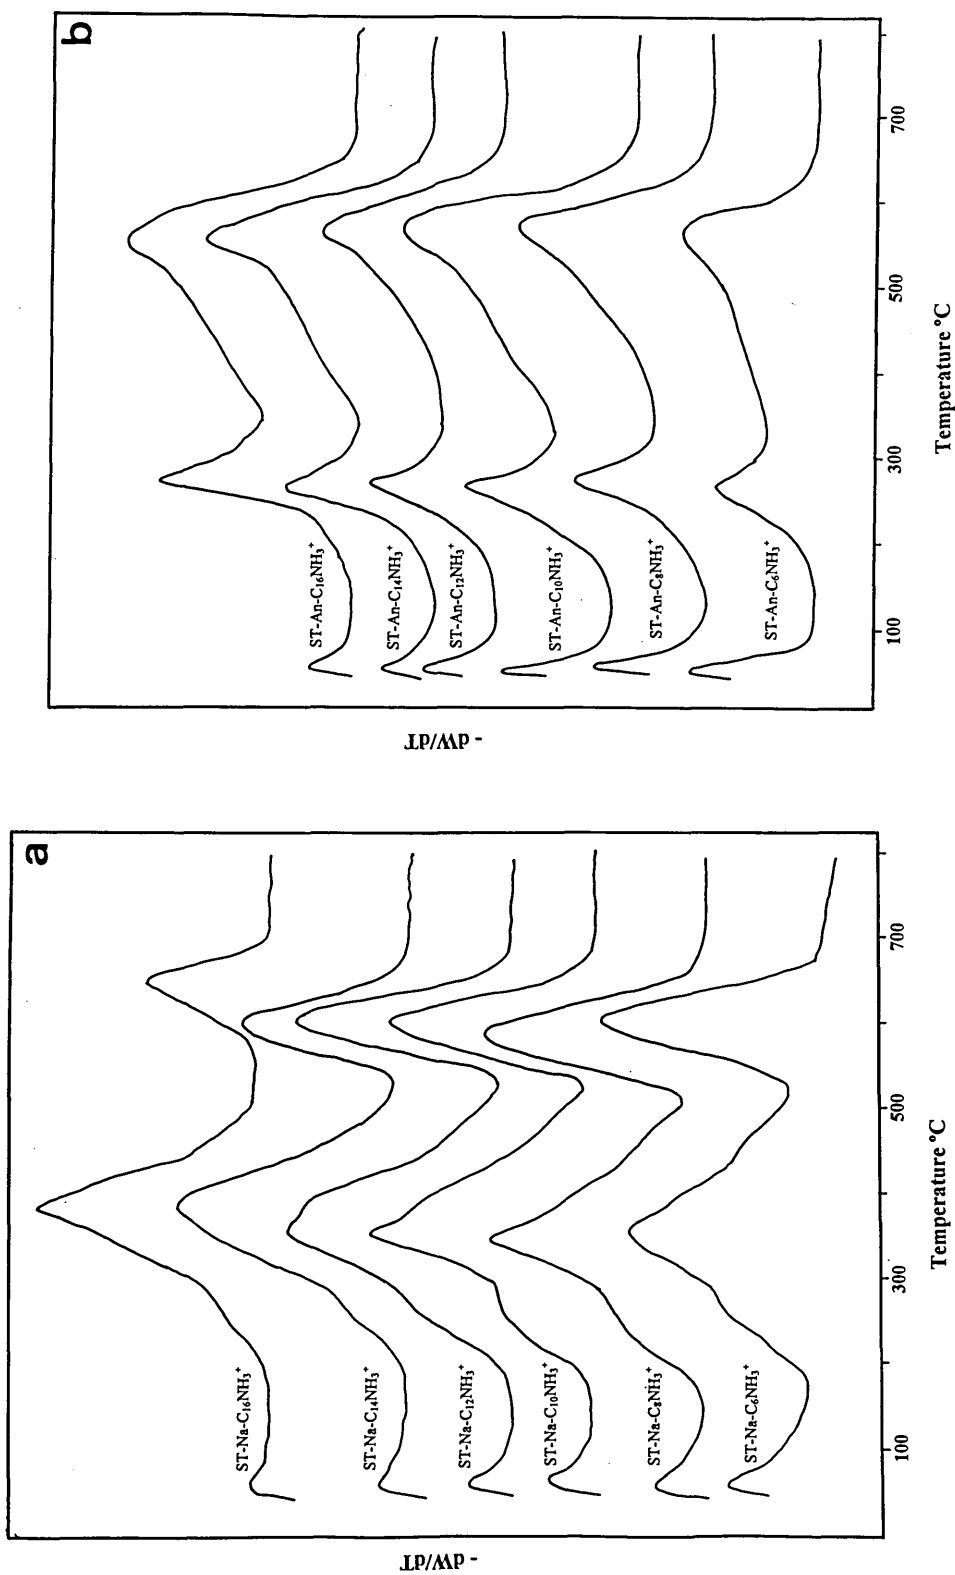 a
ST-Na-C₁₆NH₃⁺
ST-Na-C₁₄NH₃⁺
ST-Na-C₁₂NH₃⁺
ST-Na-C₁₀NH₃⁺
ST-Na-C₈NH₃⁺
ST-Na-C₆NH₃⁺
- dW/dT
100 300 500 700
Temperature ºC
b
ST-An-C₁₆NH₃⁺
ST-An-C₁₄NH₃⁺
ST-An-C₁₂NH₃⁺
ST-An-C₁₀NH₃⁺
ST-An-C₈NH₃⁺
ST-An-C₆NH₃⁺
- dW/dT
100 300 500 700
Temperature ºC